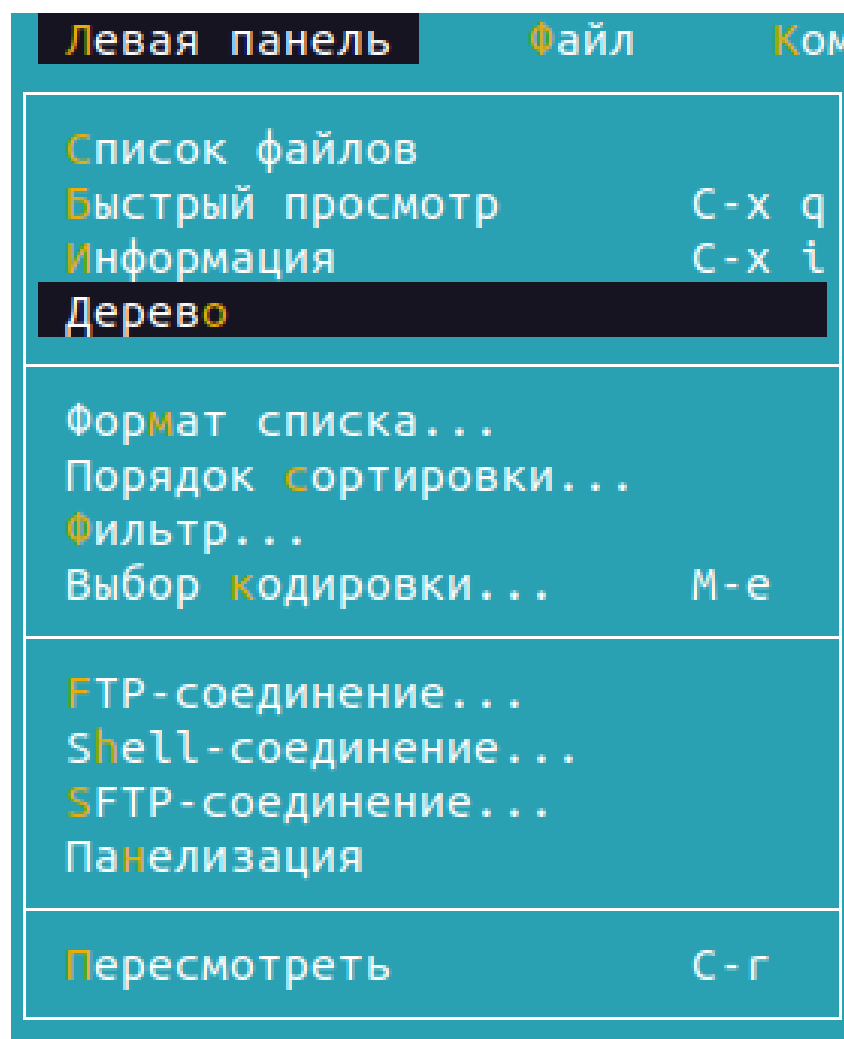 Левая панель Файл Ком
Список файлов
Быстрый просмотр C-x q
Информация C-x i
Дерево
Формат списка...
Порядок сортировки...
Фильтр...
Выбор кодировки... M-e
FTP-соединение...
Shell-соединение...
SFTP-соединение...
Панелизация
Пересмотреть C-r